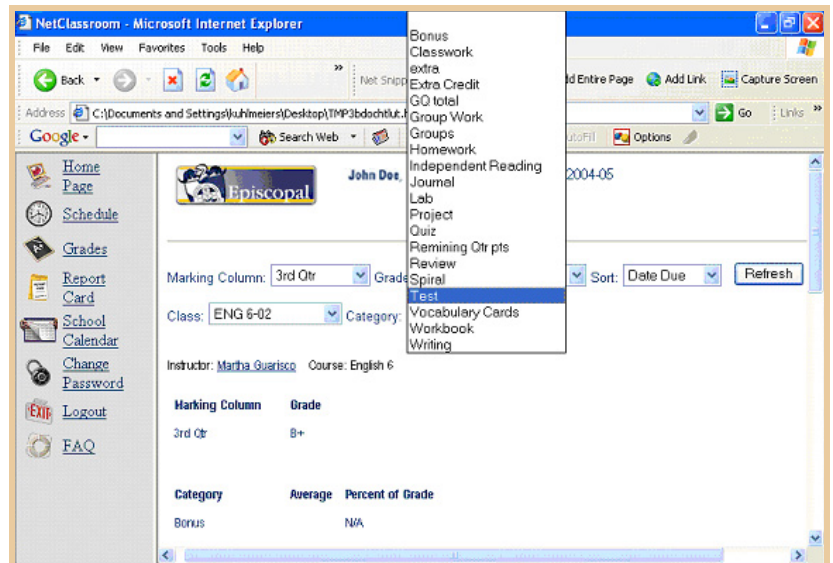 NetClassroom - Microsoft Internet Explorer
File Edit View Favorites Tools Help
Back
»
Net Snipp
dd Entire Page
Add Link
Capture Screen
Address C:\Documents and Settings\kuhlmeiers\Desktop\TMP3bdochtlut.
Go
Links »
Google
Search Web
utoFill
Options
Home
Page
Schedule
Grades
Report
Card
School
Calendar
Change
Password
EXIT
Logout
FAQ
Episcopal
John Doe,
2004-05
Marking Column: 3rd Qtr
Grade
Sort: Date Due
Refresh
Class: ENG 6-02
Category:
Bonus
Classwork
extra
Extra Credit
GQ total
Group Work
Groups
Homework
Independent Reading
Journal
Lab
Project
Quiz
Remining Qtr pts
Review
Spiral
Test
Vocabulary Cards
Workbook
Writing
Instructor: Martha Guarisco Course: English 6
Marking Column Grade
3rd Qtr B+
Category Average Percent of Grade
Bonus N/A